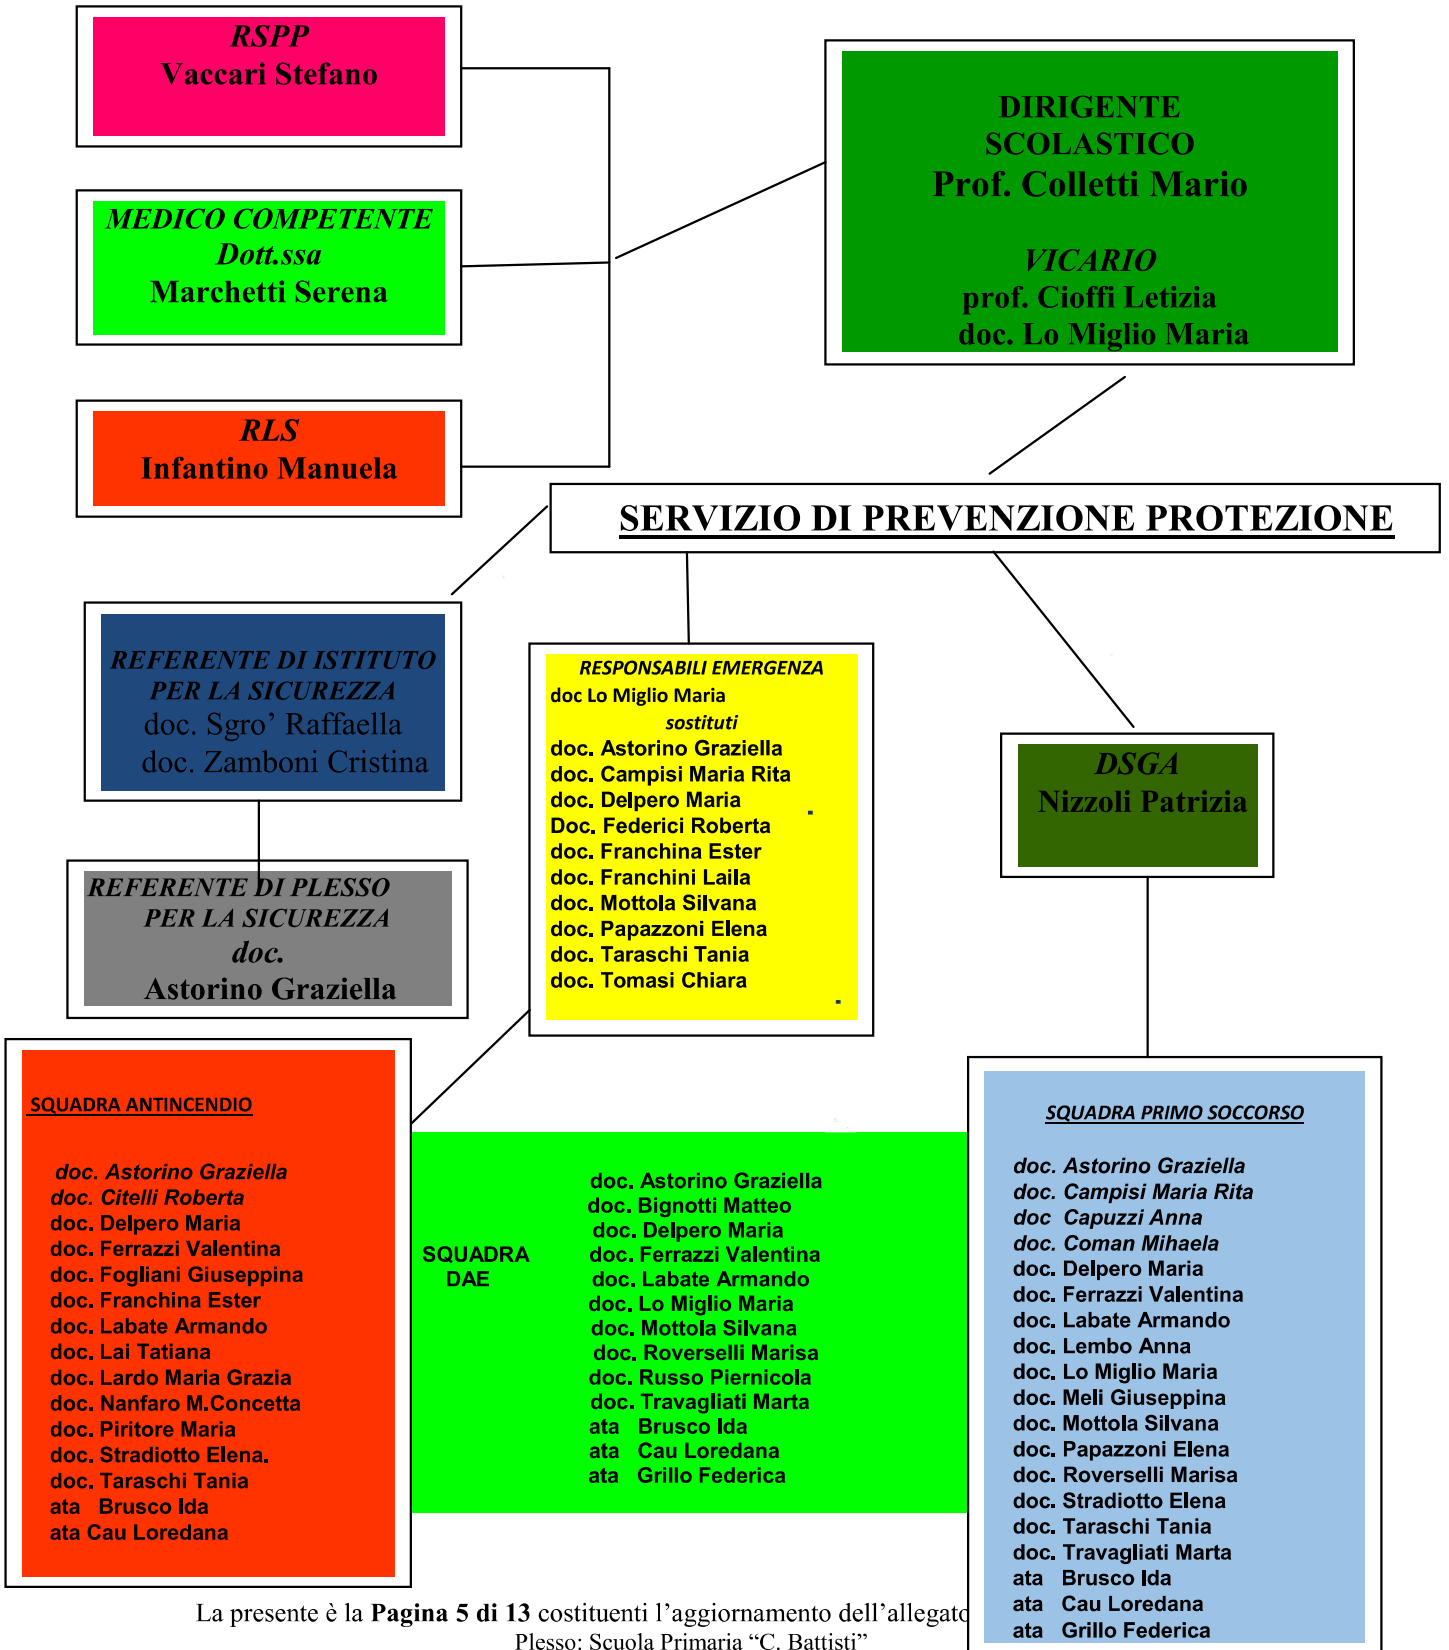 RSPP
Vaccari Stefano
DIRIGENTE
SCOLASTICO
Prof. Colletti Mario
VICARIO
prof. Cioffi Letizia
doc. Lo Miglio Maria
MEDICO COMPETENTE
Dott.ssa
Marchetti Serena
RLS
Infantino Manuela
SERVIZIO DI PREVENZIONE PROTEZIONE
REFERENTE DI ISTITUTO
PER LA SICUREZZA
doc. Sgro’ Raffaella
doc. Zamboni Cristina
REFERENTE DI PLESSO
PER LA SICUREZZA
doc.
Astorino Graziella
RESPONSABILI EMERGENZA
doc Lo Miglio Maria
sostituti
doc. Astorino Graziella
doc. Campisi Maria Rita
doc. Delpero Maria
Doc. Federici Roberta
doc. Franchina Ester
doc. Franchini Laila
doc. Mottola Silvana
doc. Papazzoni Elena
doc. Taraschi Tania
doc. Tomasi Chiara
DSGA
Nizzoli Patrizia
SQUADRA ANTINCENDIO
doc. Astorino Graziella
doc. Citelli Roberta
doc. Delpero Maria
doc. Ferrazzi Valentina
doc. Fogliani Giuseppina
doc. Franchina Ester
doc. Labate Armando
doc. Lai Tatiana
doc. Lardo Maria Grazia
doc. Nanfaro M.Concetta
doc. Piritore Maria
doc. Stradiotto Elena.
doc. Taraschi Tania
ata Brusco Ida
ata Cau Loredana
SQUADRA
DAE
doc. Astorino Graziella
doc. Bignotti Matteo
doc. Delpero Maria
doc. Ferrazzi Valentina
doc. Labate Armando
doc. Lo Miglio Maria
doc. Mottola Silvana
doc. Roverselli Marisa
doc. Russo Piernicola
doc. Travagliati Marta
ata Brusco Ida
ata Cau Loredana
ata Grillo Federica
SQUADRA PRIMO SOCCORSO
doc. Astorino Graziella
doc. Campisi Maria Rita
doc Capuzzi Anna
doc. Coman Mihaela
doc. Delpero Maria
doc. Ferrazzi Valentina
doc. Labate Armando
doc. Lembo Anna
doc. Lo Miglio Maria
doc. Meli Giuseppina
doc. Mottola Silvana
doc. Papazzoni Elena
doc. Roverselli Marisa
doc. Stradiotto Elena
doc. Taraschi Tania
doc. Travagliati Marta
ata Brusco Ida
ata Cau Loredana
ata Grillo Federica
La presente è la Pagina 5 di 13 costituenti l’aggiornamento dell’allegato
Plesso: Scuola Primaria “C. Battisti”